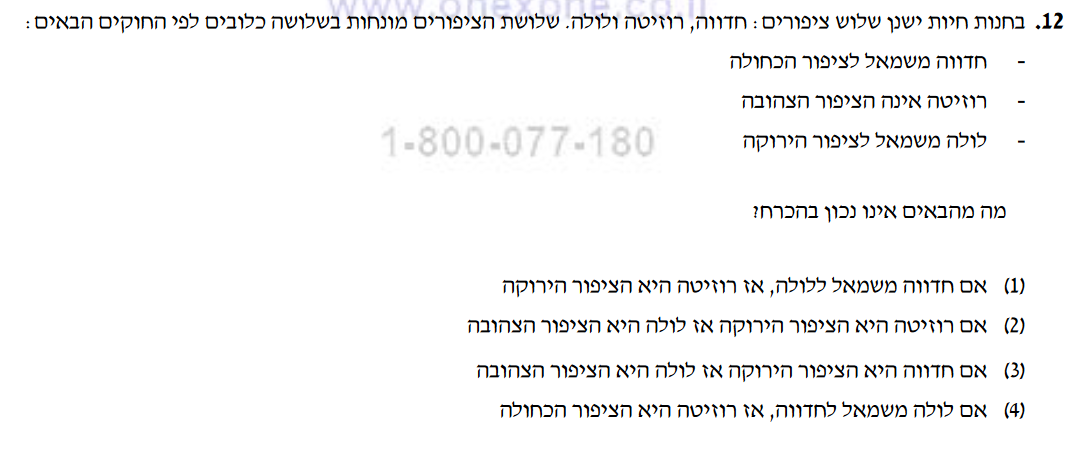 www.onexone.co.il
12. בחנות חיות ישנן שלוש ציפורים: חדווה, רוזיטה ולולה. שלושת הציפורים מונחות בשלושה כלובים לפי החוקים הבאים:
- חדווה משמאל לציפור הכחולה
- רוזיטה אינה הציפור הצהובה
- לולה משמאל לציפור הירוקה
1-800-077-180
מה מהבאים אינו נכון בהכרח?
(1) אם חדווה משמאל ללולה, אז רוזיטה היא הציפור הירוקה
(2) אם רוזיטה היא הציפור הירוקה אז לולה היא הציפור הצהובה
(3) אם חדווה היא הציפור הירוקה אז לולה היא הציפור הצהובה
(4) אם לולה משמאל לחדווה, אז רוזיטה היא הציפור הכחולה